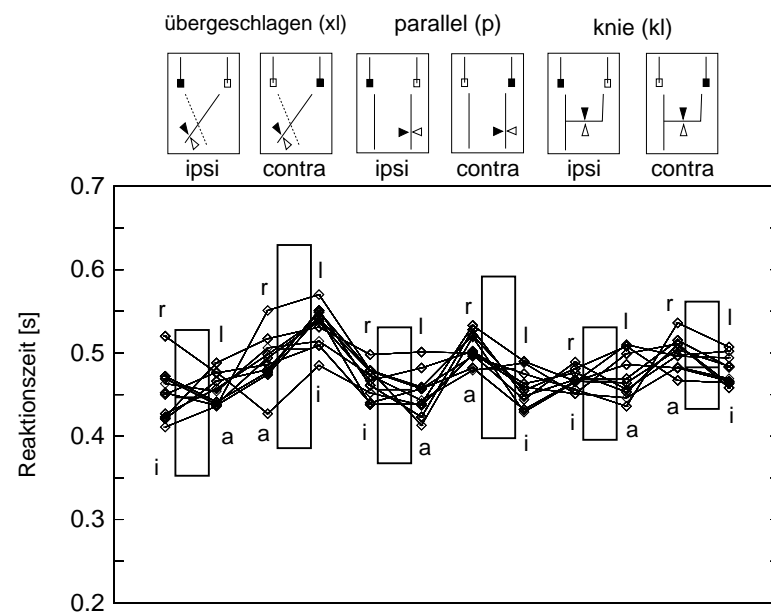 übergeschlagen (xl) parallel (p) knie (kl)
ipsi contra ipsi contra ipsi contra
0.7
0.6
0.5
0.4
0.3
0.2
Reaktionszeit [s]
r l r l r l r l r l r l
i a a i i a a i i a a i